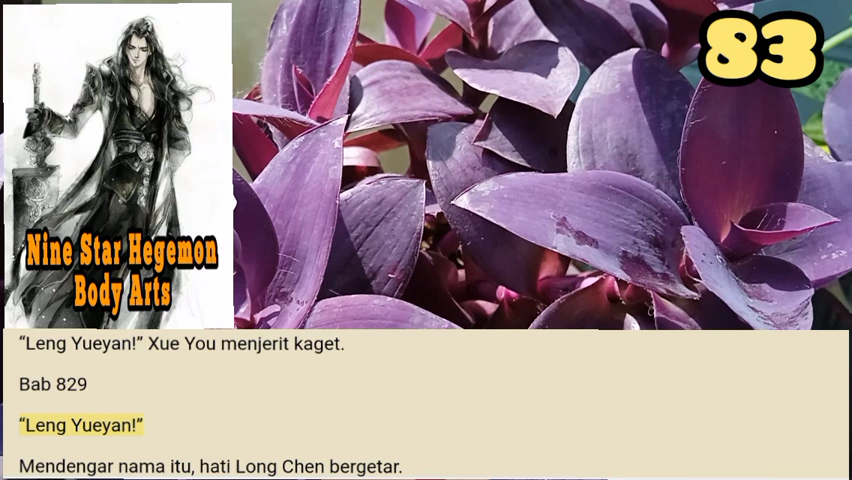 83
Nine Star Hegemon
Body Arts
“Leng Yueyan!” Xue You menjerit kaget.
Bab 829
“Leng Yueyan!”
Mendengar nama itu, hati Long Chen bergetar.